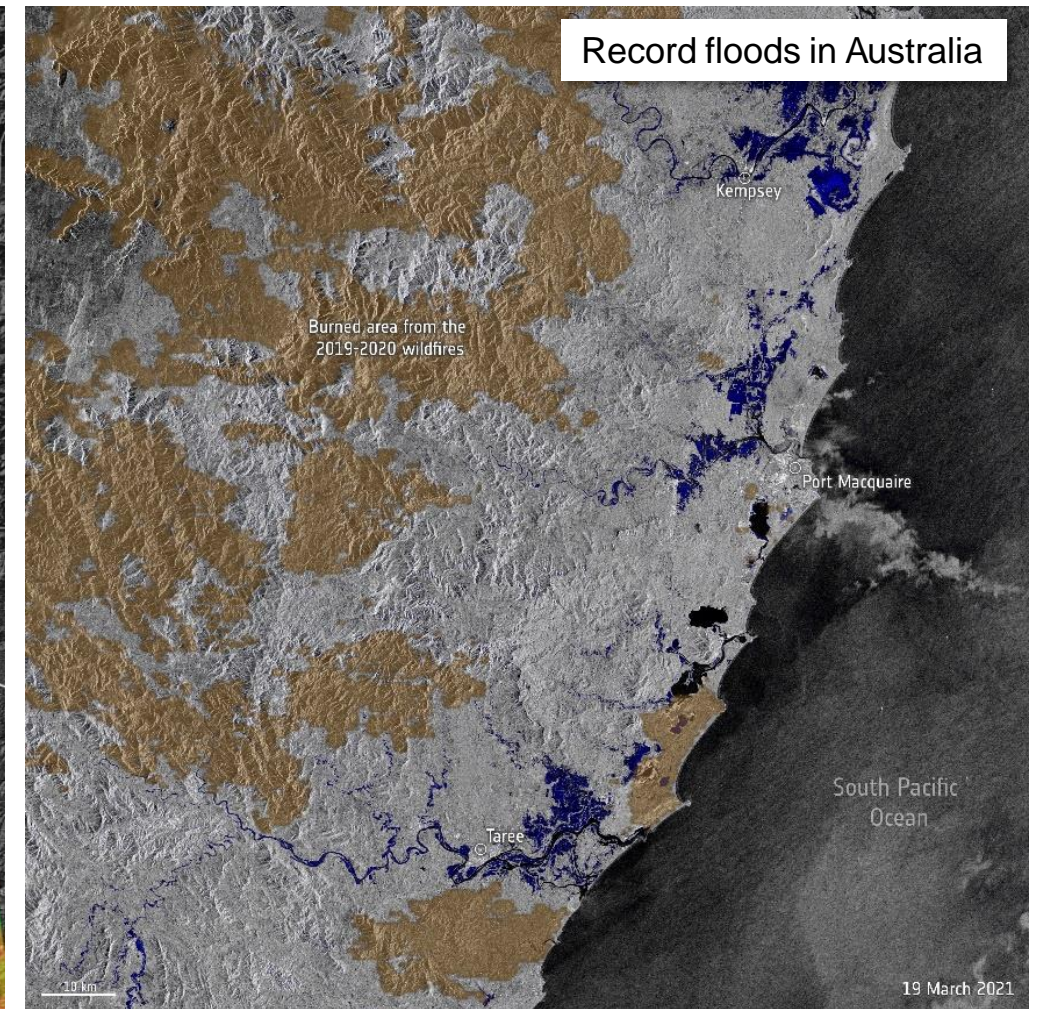 Record floods in Australia
Kempsey
Burned area from the
2019-2020 wildfires
Port Macquaire
South Pacific
Ocean
Taree
10 km
19 March 2021